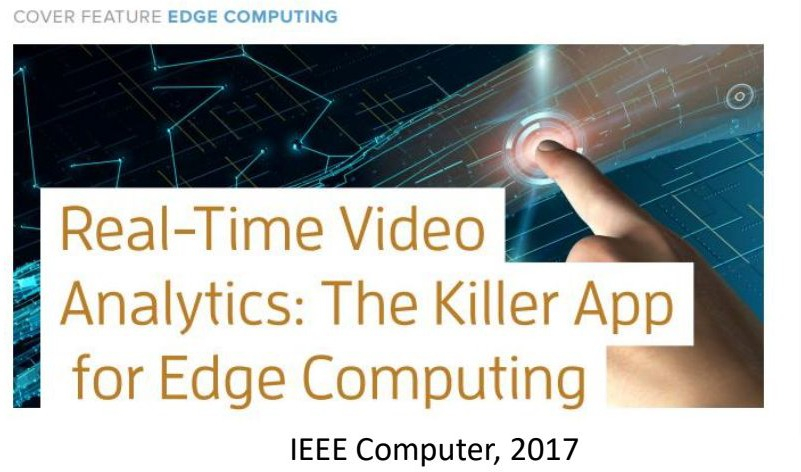 COVER FEATURE EDGE COMPUTING
Real-Time Video
Analytics: The Killer App
for Edge Computing
IEEE Computer, 2017